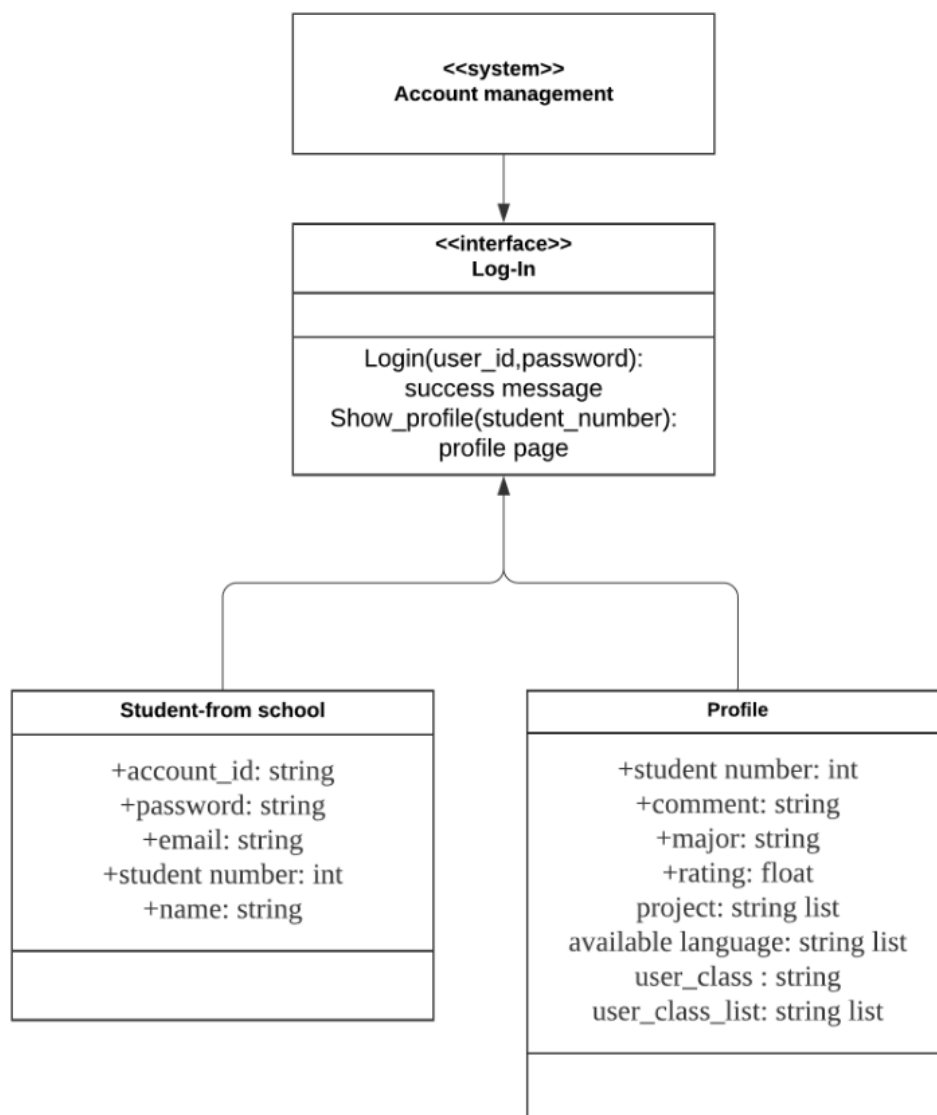 <<system>>
Account management
<<interface>>
Log-In
Login(user_id,password):
success message
Show_profile(student_number):
profile page
Student-from school
+account_id: string
+password: string
+email: string
+student number: int
+name: string
Profile
+student number: int
+comment: string
+major: string
+rating: float
project: string list
available language: string list
user_class : string
user_class_list: string list